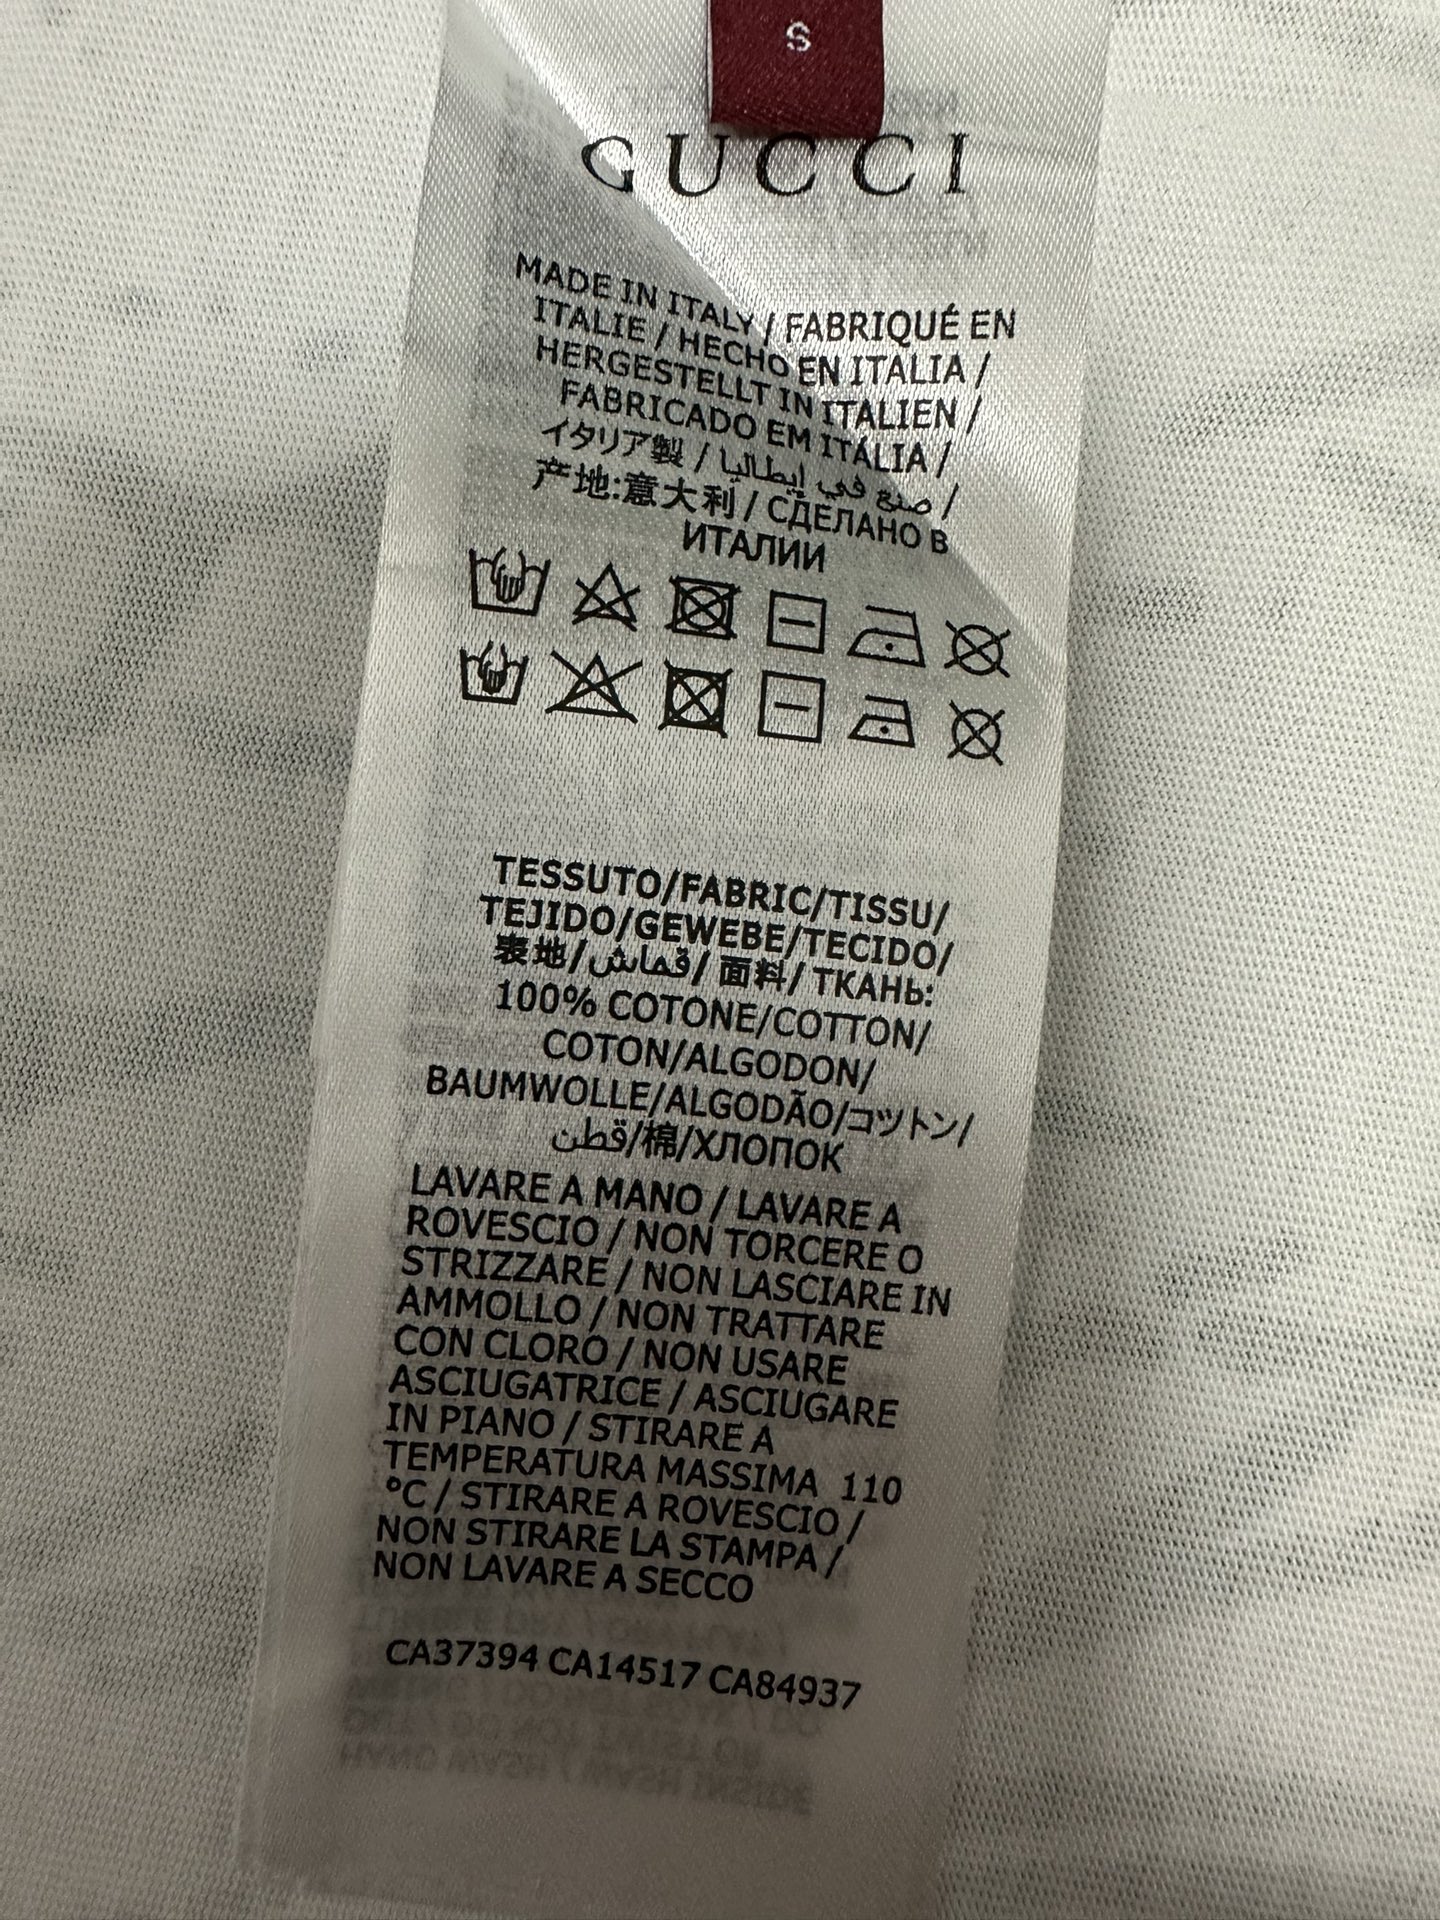 S
GUCCI
MADE IN ITALY / FABRIQUÉ EN
ITALIE / HECHO EN ITALIA /
HERGESTELLT IN ITALIEN /
FABRICADO EM ITÁLIA /
イタリア製 / صنع في إيطاليا /
产地:意大利 / СДЕЛАНО В
ИТАЛИИ
TESSUTO/FABRIC/TISSU/
TEJIDO/GEWEBE/TECIDO/
表地/قماش/ 面料/ ТКАНЬ:
100% COTONE/COTTON/
COTON/ALGODON/
BAUMWOLLE/ALGODÃO/コットン/
قطن/棉/ХЛОПОК
LAVARE A MANO / LAVARE A
ROVESCIO / NON TORCERE O
STRIZZARE / NON LASCIARE IN
AMMOLLO / NON TRATTARE
CON CLORO / NON USARE
ASCIUGATRICE / ASCIUGARE
IN PIANO / STIRARE A
TEMPERATURA MASSIMA 110
°C / STIRARE A ROVESCIO /
NON STIRARE LA STAMPA /
NON LAVARE A SECCO
CA37394 CA14517 CA84937